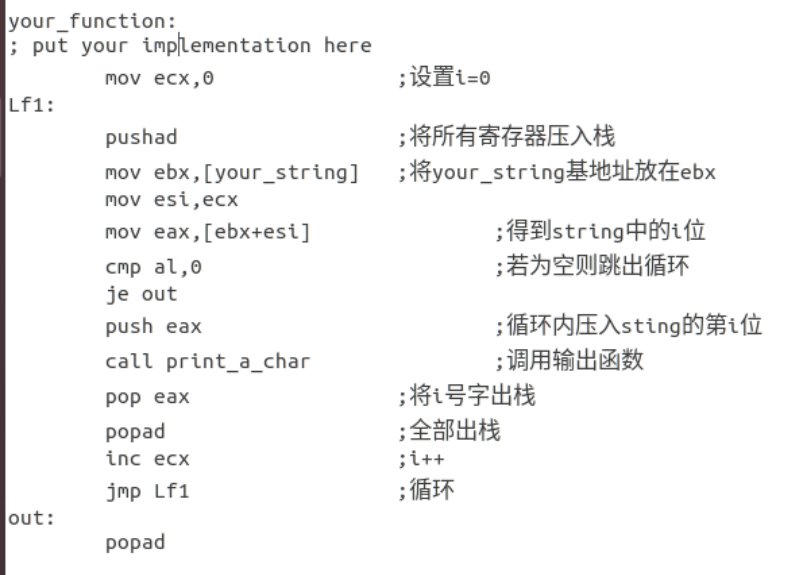 your_function:
; put your implementation here
mov ecx,0 ;设置i=0
Lf1:
pushad ;将所有寄存器压入栈
mov ebx,[your_string] ;将your_string基地址放在ebx
mov esi,ecx
mov eax,[ebx+esi] ;得到string中的i位
cmp al,0 ;若为空则跳出循环
je out
push eax ;循环内压入sting的第i位
call print_a_char ;调用输出函数
pop eax ;将i号字出栈
popad ;全部出栈
inc ecx ;i++
jmp Lf1 ;循环
out:
popad